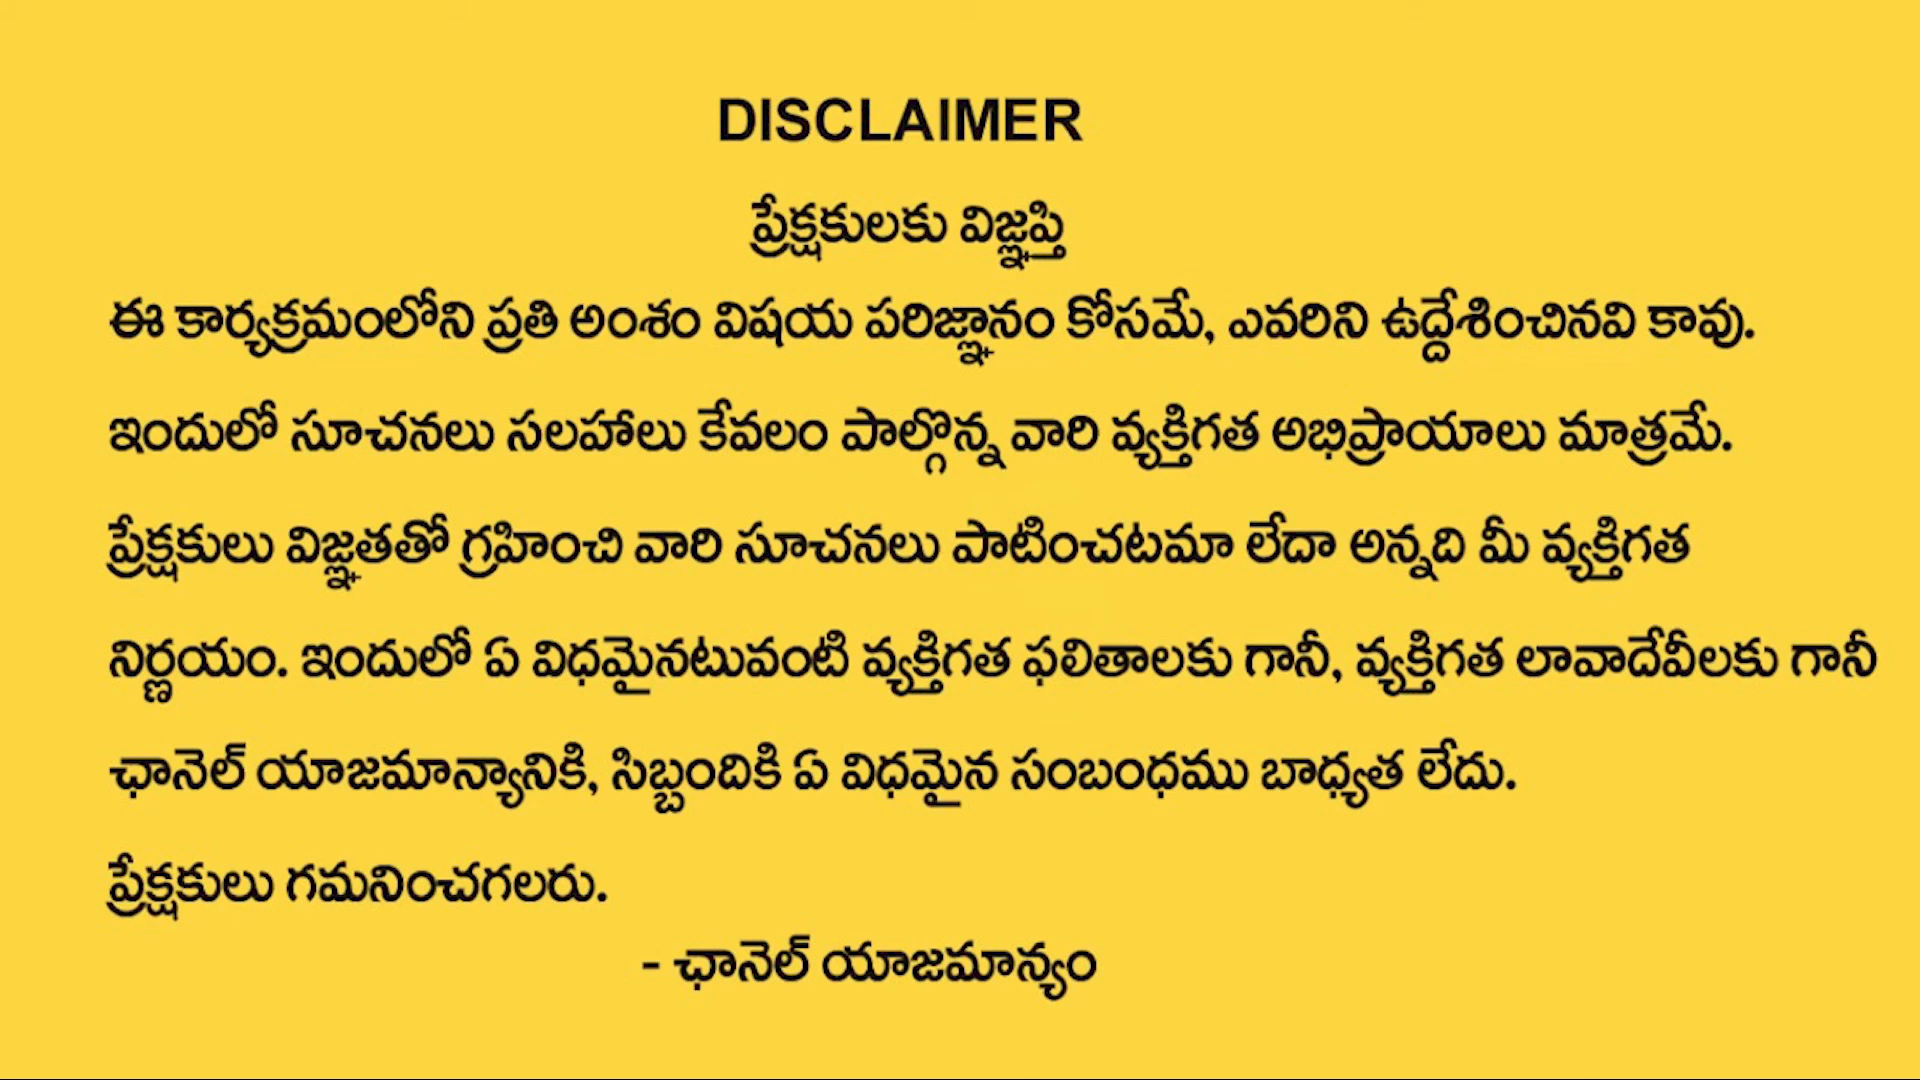 DISCLAIMER
ప్రేక్షకులకు విజ్ఞప్తి
ఈ కార్యక్రమంలోని ప్రతి అంశం విషయ పరిజ్ఞానం కోసమే, ఎవరిని ఉద్దేశించినవి కావు.
ఇందులో సూచనలు సలహాలు కేవలం పాల్గొన్న వారి వ్యక్తిగత అభిప్రాయాలు మాత్రమే.
ప్రేక్షకులు విజ్ఞతతో గ్రహించి వారి సూచనలు పాటించటమా లేదా అన్నది మీ వ్యక్తిగత
నిర్ణయం. ఇందులో ఏ విధమైనటువంటి వ్యక్తిగత ఫలితాలకు గానీ, వ్యక్తిగత లావాదేవీలకు గానీ
ఛానెల్ యాజమాన్యానికి, సిబ్బందికి ఏ విధమైన సంబంధము బాధ్యత లేదు.
ప్రేక్షకులు గమనించగలరు.
- ఛానెల్ యాజమాన్యం